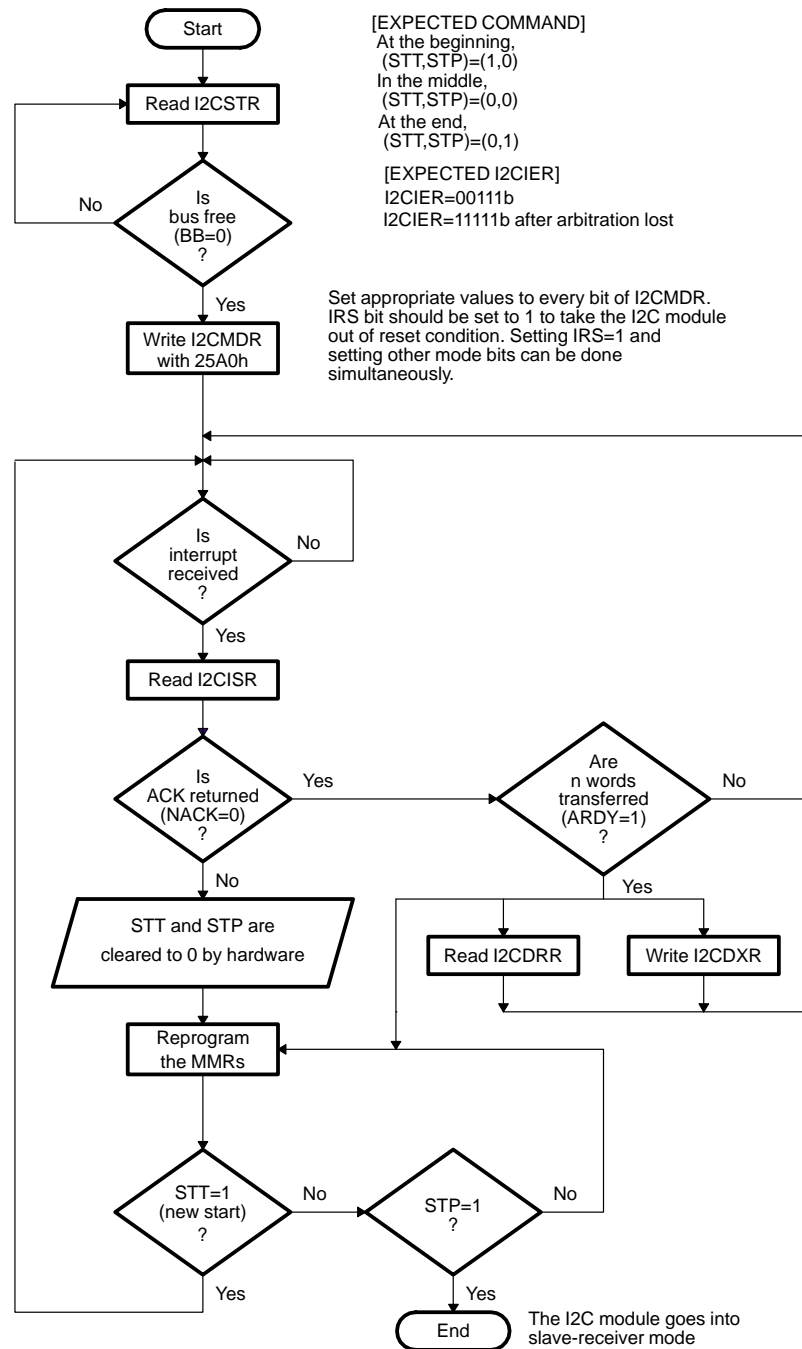 Start
[EXPECTED COMMAND]
At the beginning,
(STT,STP)=(1,0)
In the middle,
(STT,STP)=(0,0)
At the end,
(STT,STP)=(0,1)
[EXPECTED I2CIER]
I2CIER=00111b
I2CIER=11111b after arbitration lost
Read I2CSTR
Is
bus free
(BB=0)
?
No
Yes
Write I2CMDR
with 25A0h
Set appropriate values to every bit of I2CMDR.
IRS bit should be set to 1 to take the I2C module
out of reset condition. Setting IRS=1 and
setting other mode bits can be done
simultaneously.
Is
interrupt
received
?
No
Yes
Read I2CISR
Is
ACK returned
(NACK=0)
?
Yes
No
Are
n words
transferred
(ARDY=1)
?
No
Yes
STT and STP are
cleared to 0 by hardware
Read I2CDRR
Write I2CDXR
Reprogram
the MMRs
STT=1
(new start)
?
No
Yes
STP=1
?
No
Yes
End
The I2C module goes into
slave-receiver mode